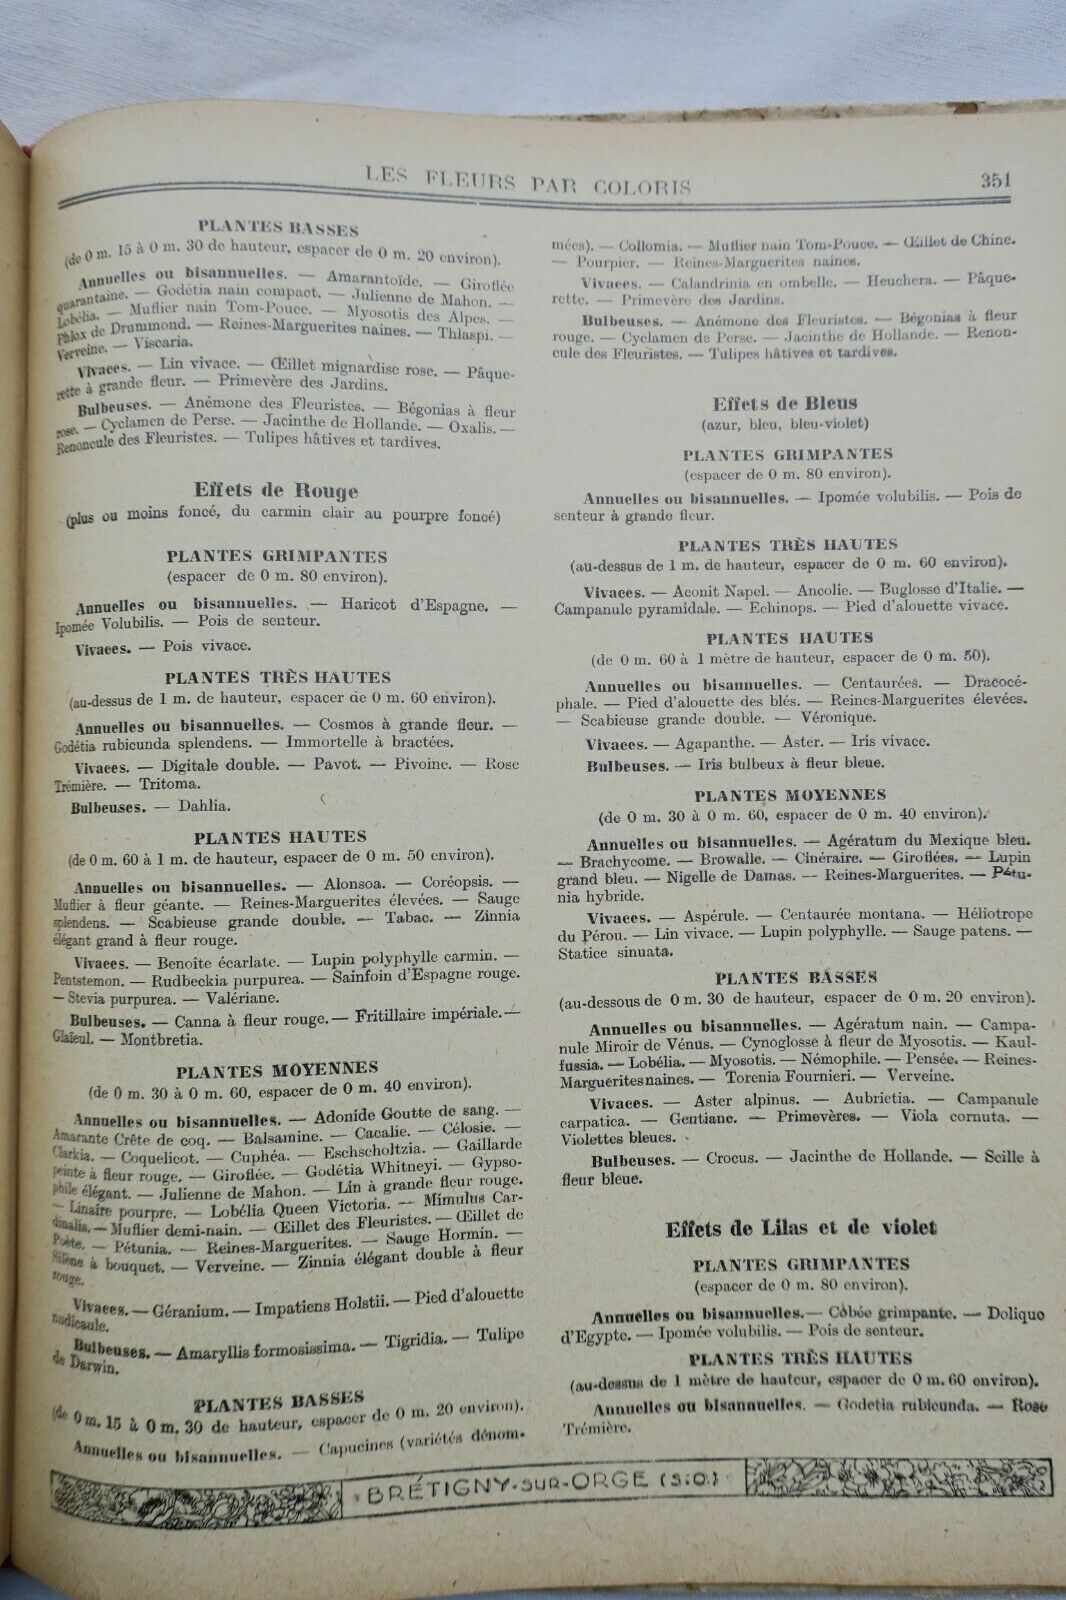 LES FLEURS PAR COLORIS 351
PLANTES BASSES
(de 0 m. 15 à 0 m. 30 de hauteur, espacer de 0 m. 20 environ).
Annuelles ou bisannuelles. — Amarantoïde. — Giroflée
quarantaine. — Godétia nain compact. — Julienne de Mahon. —
Lobélia. — Muflier nain Tom-Pouce. — Myosotis des Alpes. —
Phlox de Drummond. — Reines-Marguerites naines. — Thlaspi. —
Verveine. — Viscaria.
Vivaces. — Lin vivace. — Œillet mignardise rose. — Pâque-
rette à grande fleur. — Primevère des Jardins.
Bulbeuses. — Anémone des Fleuristes. — Bégonias à fleur
rose. — Cyclamen de Perse. — Jacinthe de Hollande. — Oxalis. —
Renoncule des Fleuristes. — Tulipes hâtives et tardives.
Effets de Rouge
(plus ou moins foncé, du carmin clair au pourpre foncé)
PLANTES GRIMPANTES
(espacer de 0 m. 80 environ).
Annuelles ou bisannuelles. — Haricot d'Espagne. —
Ipomée Volubilis. — Pois de senteur.
Vivaces. — Pois vivace.
PLANTES TRÈS HAUTES
(au-dessus de 1 m. de hauteur, espacer de 0 m. 60 environ).
Annuelles ou bisannuelles. — Cosmos à grande fleur. —
Godétia rubicunda splendens. — Immortelle à bractées.
Vivaces. — Digitale double. — Pavot. — Pivoine. — Rose
Trémière. — Tritoma.
Bulbeuses. — Dahlia.
PLANTES HAUTES
(de 0 m. 60 à 1 m. de hauteur, espacer de 0 m. 50 environ).
Annuelles ou bisannuelles. — Alonsoa. — Coréopsis. —
Muflier à fleur géante. — Reines-Marguerites élevées. — Sauge
splendens. — Scabieuse grande double. — Tabac. — Zinnia
élégant grand à fleur rouge.
Vivaces. — Benoîte écarlate. — Lupin polyphylle carmin. —
Pentstemon. — Rudbeckia purpurea. — Sainfoin d'Espagne rouge.
— Stevia purpurea. — Valériane.
Bulbeuses. — Canna à fleur rouge. — Fritillaire impériale. —
Glaïeul. — Montbretia.
PLANTES MOYENNES
(de 0 m. 30 à 0 m. 60, espacer de 0 m. 40 environ).
Annuelles ou bisannuelles. — Adonide Goutte de sang. —
Amarante Crête de coq. — Balsamine. — Cacalie. — Célosie. —
Clarkia. — Coquelicot. — Cuphéa. — Eschscholtzia. — Gaillarde
peinte à fleur rouge. — Giroflée. — Godétia Whitneyi. — Gypso-
phile élégant. — Julienne de Mahon. — Lin à grande fleur rouge.
— Linaire pourpre. — Lobélia Queen Victoria. — Mimulus Car-
dinalis. — Muflier demi-nain. — Œillet des Fleuristes. — Œillet de
Poète. — Pétunia. — Reines-Marguerites. — Sauge Hormin. —
Silène à bouquet. — Verveine. — Zinnia élégant double à fleur
rouge.
Vivaces. — Géranium. — Impatiens Holstii. — Pied d'alouette
nudicaule.
Bulbeuses. — Amaryllis formosissima. — Tigridia. — Tulipe
de Darwin.
PLANTES BASSES
(de 0 m. 15 à 0 m. 30 de hauteur, espacer de 0 m. 20 environ).
Annuelles ou bisannuelles. — Capucines (variétés dénom-
mées). — Collomia. — Muflier nain Tom-Pouce. — Œillet de Chine.
— Pourpier. — Reines-Marguerites naines.
Vivaces. — Calandrinia en ombelle. — Heuchera. — Pâque-
rette. — Primevère des Jardins.
Bulbeuses. — Anémone des Fleuristes. — Bégonias à fleur
rouge. — Cyclamen de Perse. — Jacinthe de Hollande. — Renon-
cule des Fleuristes. — Tulipes hâtives et tardives.
Effets de Bleus
(azur, bleu, bleu-violet)
PLANTES GRIMPANTES
(espacer de 0 m. 80 environ).
Annuelles ou bisannuelles. — Ipomée volubilis. — Pois de
senteur à grande fleur.
PLANTES TRÈS HAUTES
(au-dessus de 1 m. de hauteur, espacer de 0 m. 60 environ).
Vivaces. — Aconit Napel. — Ancolie. — Buglosse d'Italie. —
Campanule pyramidale. — Echinops. — Pied d'alouette vivace.
PLANTES HAUTES
(de 0 m. 60 à 1 mètre de hauteur, espacer de 0 m. 50).
Annuelles ou bisannuelles. — Centaurées. — Dracocé-
phale. — Pied d'alouette des blés. — Reines-Marguerites élevées.
— Scabieuse grande double. — Véronique.
Vivaces. — Agapanthe. — Aster. — Iris vivace.
Bulbeuses. — Iris bulbeux à fleur bleue.
PLANTES MOYENNES
(de 0 m. 30 à 0 m. 60, espacer de 0 m. 40 environ).
Annuelles ou bisannuelles. — Agératum du Mexique bleu.
— Brachycome. — Browalle. — Cinéraire. — Giroflées. — Lupin
grand bleu. — Nigelle de Damas. — Reines-Marguerites. — Pétu-
nia hybride.
Vivaces. — Aspérule. — Centaurée montana. — Héliotrope
du Pérou. — Lin vivace. — Lupin polyphylle. — Sauge patens. —
Statice sinuata.
PLANTES BASSES
(au-dessous de 0 m. 30 de hauteur, espacer de 0 m. 20 environ).
Annuelles ou bisannuelles. — Agératum nain. — Campa-
nule Miroir de Vénus. — Cynoglosse à fleur de Myosotis. — Kaul-
fussia. — Lobélia. — Myosotis. — Némophile. — Pensée. — Reines-
Marguerites naines. — Torenia Fournieri. — Verveine.
Vivaces. — Aster alpinus. — Aubrietia. — Campanule
carpatica. — Gentiane. — Primevères. — Viola cornuta. —
Violettes bleues.
Bulbeuses. — Crocus. — Jacinthe de Hollande. — Scille à
fleur bleue.
Effets de Lilas et de violet
PLANTES GRIMPANTES
(espacer de 0 m. 80 environ).
Annuelles ou bisannuelles. — Cobée grimpante. — Dolique
d'Egypte. — Ipomée volubilis. — Pois de senteur.
PLANTES TRÈS HAUTES
(au-dessus de 1 mètre de hauteur, espacer de 0 m. 60 environ).
Annuelles ou bisannuelles. — Godetia rubicunda. — Rose
Trémière.
BRÉTIGNY-SUR-ORGE (S.-O.)